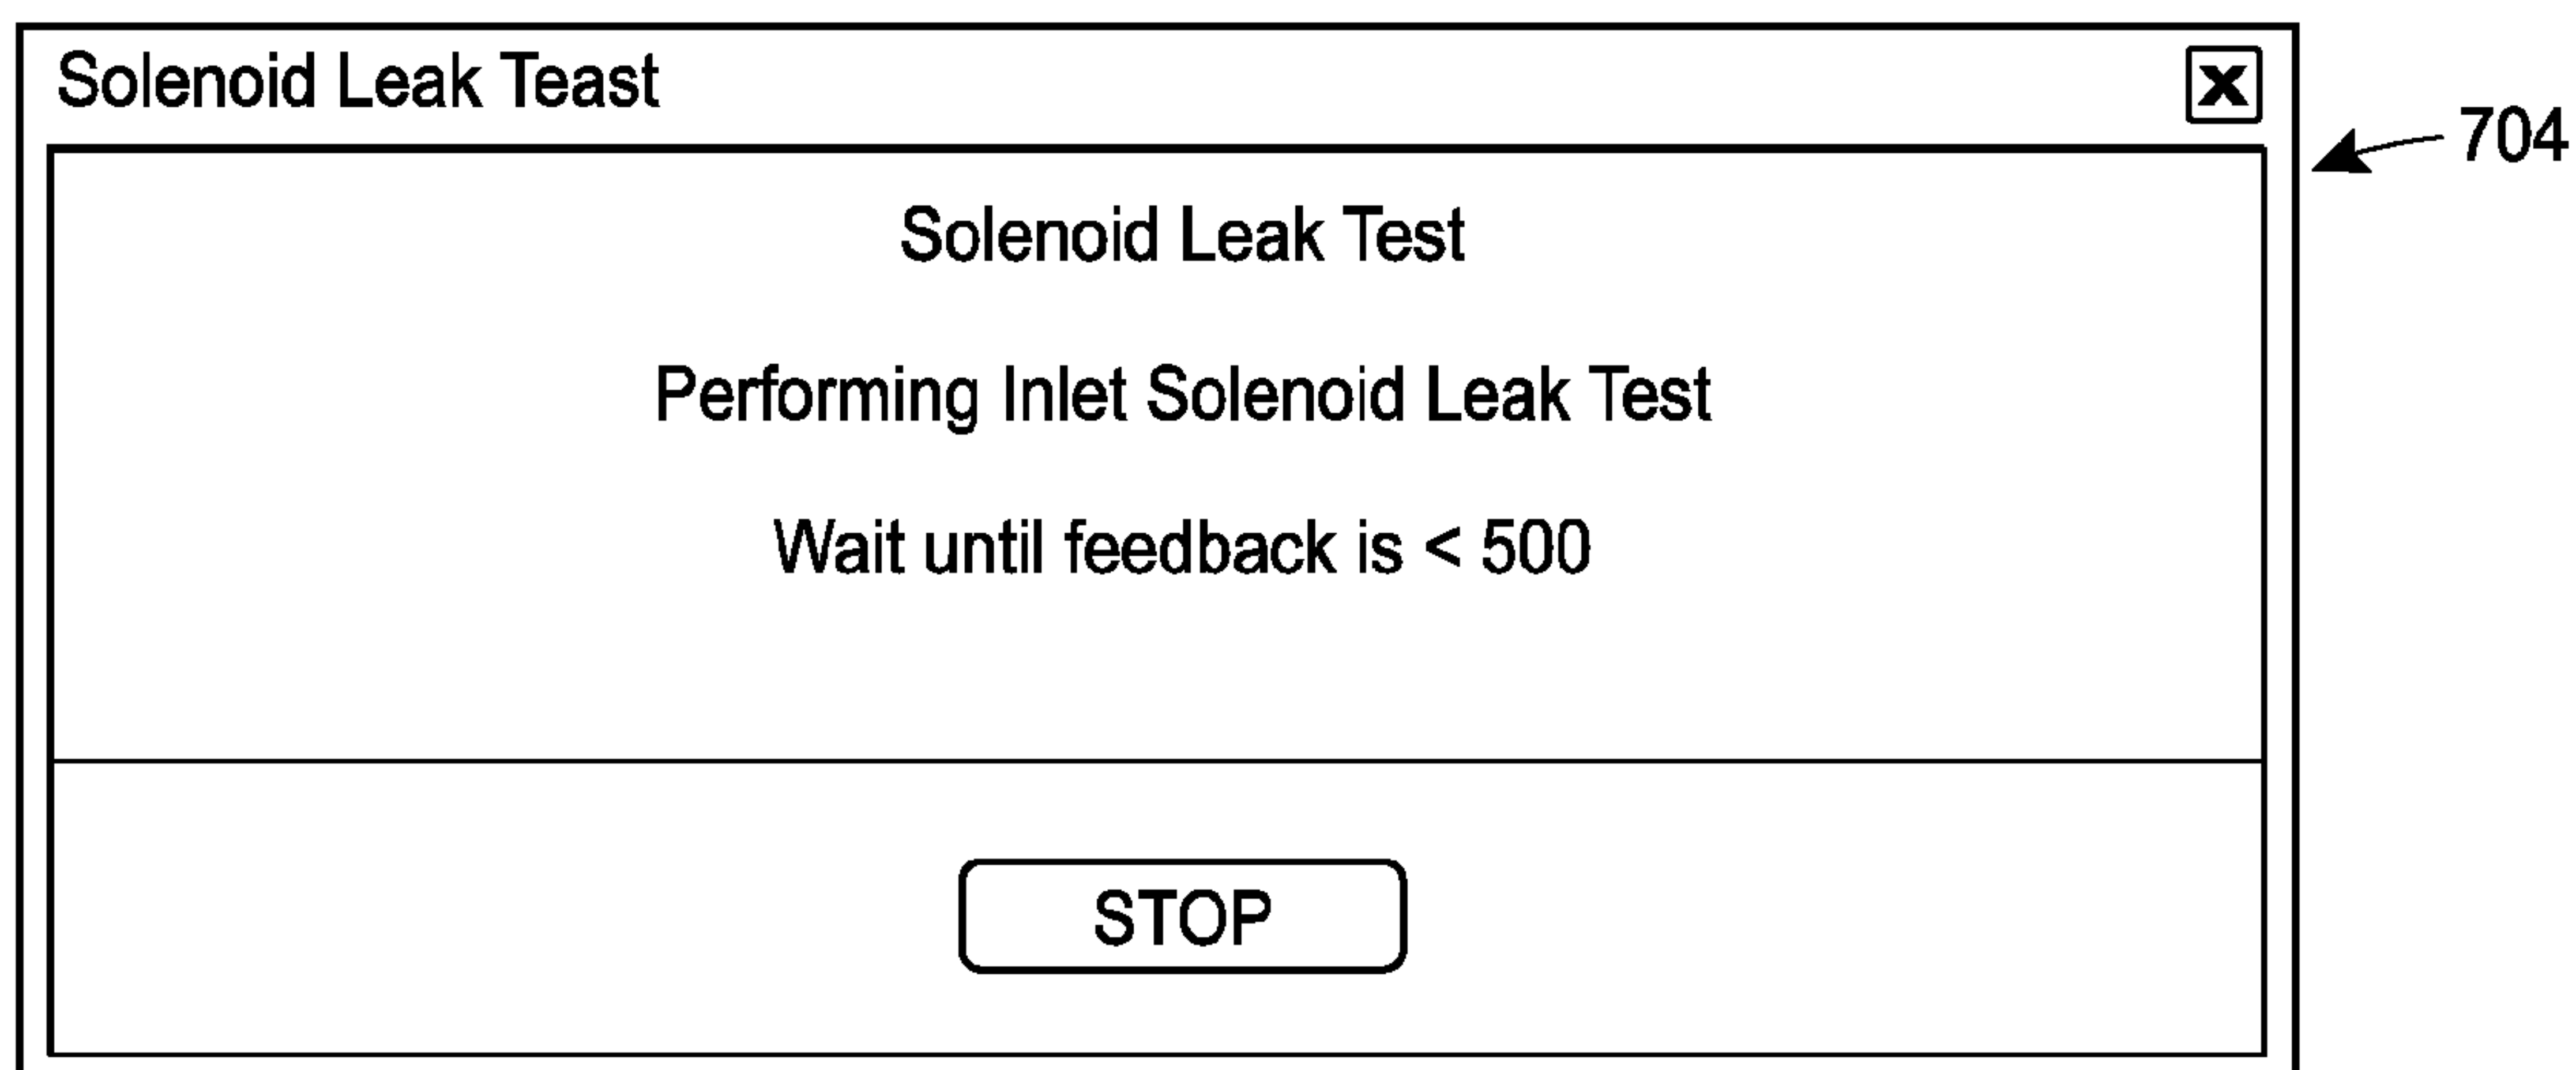 Solenoid Leak Teast
X
704
Solenoid Leak Test
Performing Inlet Solenoid Leak Test
Wait until feedback is < 500
STOP